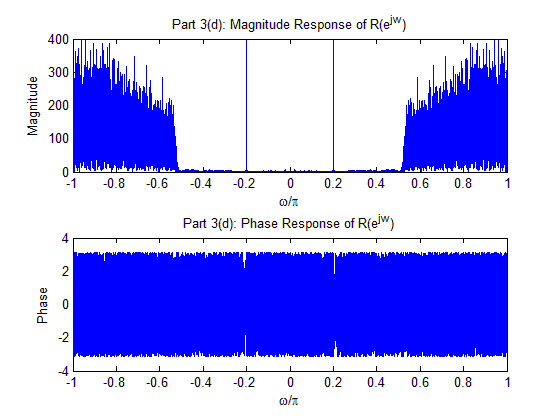 Part 3(d): Magnitude Response of R(e^jw)
400
300
200
100
0
Magnitude
-1 -0.8 -0.6 -0.4 -0.2 0 0.2 0.4 0.6 0.8 1
ω/π
Part 3(d): Phase Response of R(e^jw)
4
2
0
-2
-4
Phase
-1 -0.8 -0.6 -0.4 -0.2 0 0.2 0.4 0.6 0.8 1
ω/π